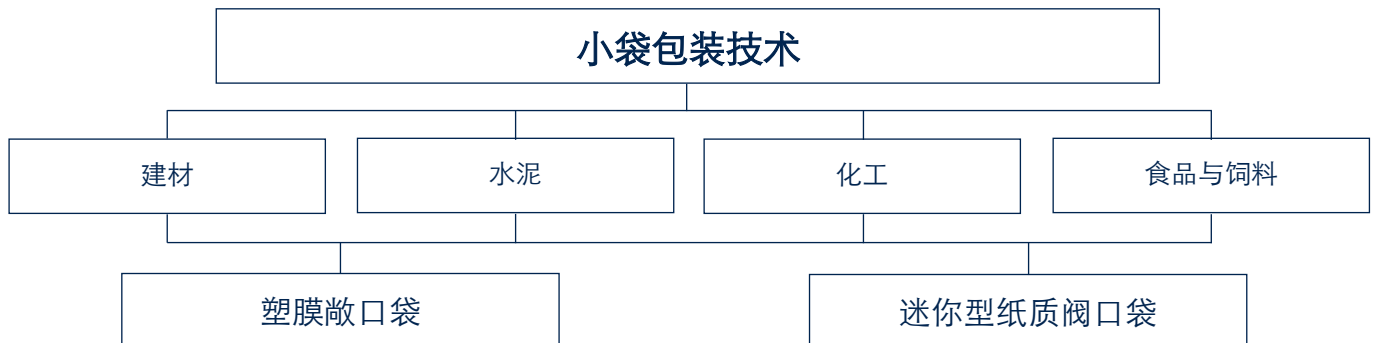 小袋包装技术
建材
水泥
化工
食品与饲料
塑膜敞口袋
迷你型纸质阀口袋